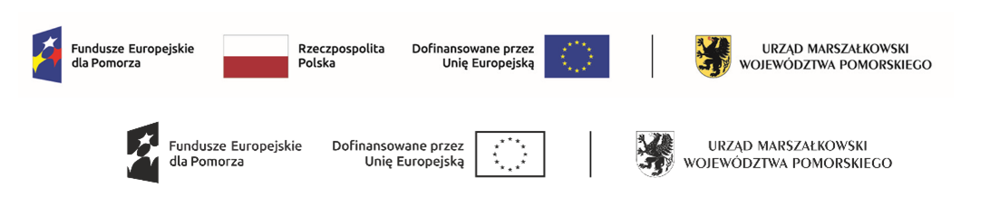 Fundusze Europejskie
dla Pomorza
Rzeczpospolita
Polska
Dofinansowane przez
Unię Europejską
URZĄD MARSZAŁKOWSKI
WOJEWÓDZTWA POMORSKIEGO
Fundusze Europejskie
dla Pomorza
Dofinansowane przez
Unię Europejską
URZĄD MARSZAŁKOWSKI
WOJEWÓDZTWA POMORSKIEGO